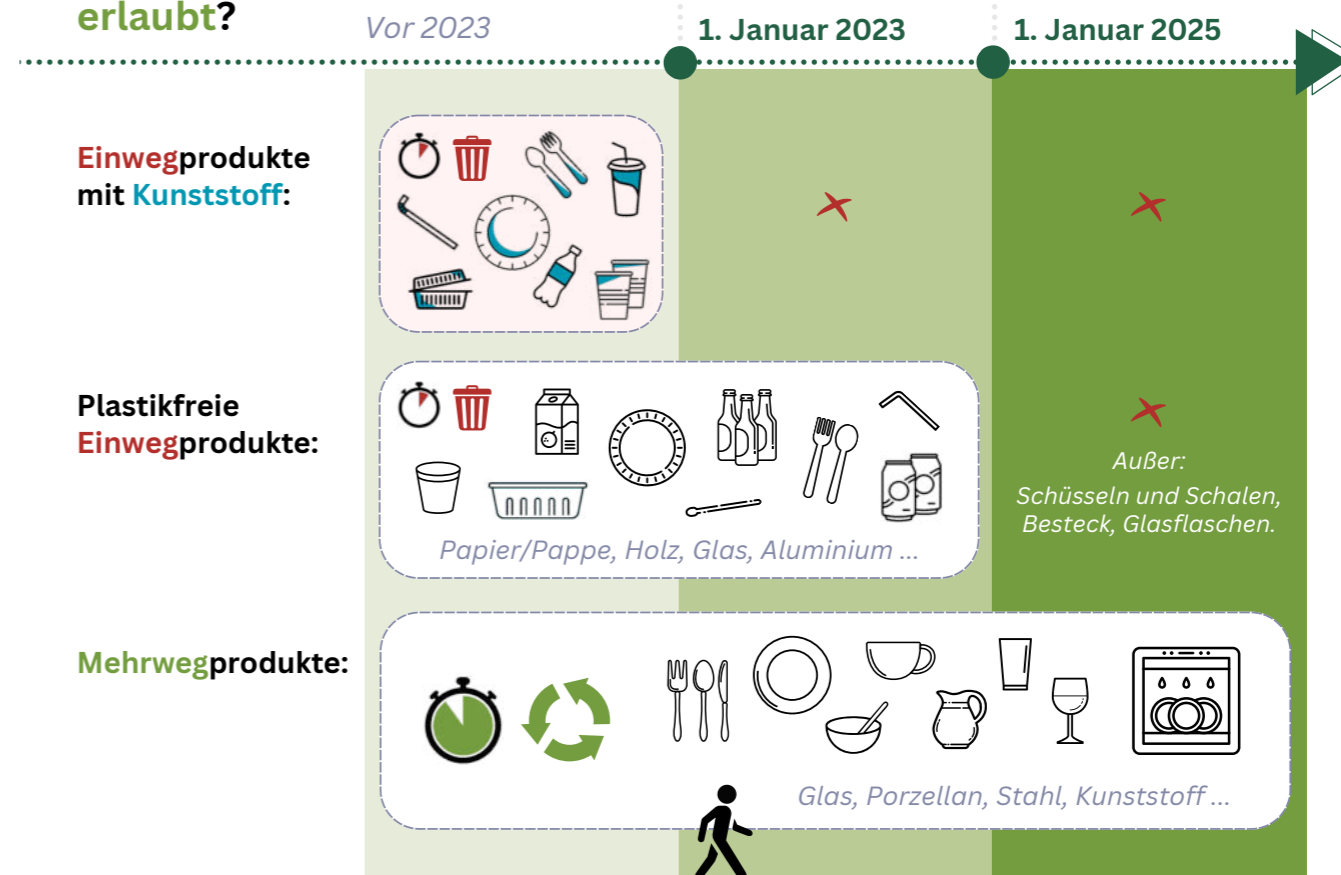 erlaubt?
Vor 2023
1. Januar 2023
1. Januar 2025
Einwegprodukte
mit Kunststoff:
Plastikfreie
Einwegprodukte:
Außer:
Schüsseln und Schalen,
Besteck, Glasflaschen.
Papier/Pappe, Holz, Glas, Aluminium ...
Mehrwegprodukte:
Glas, Porzellan, Stahl, Kunststoff ...